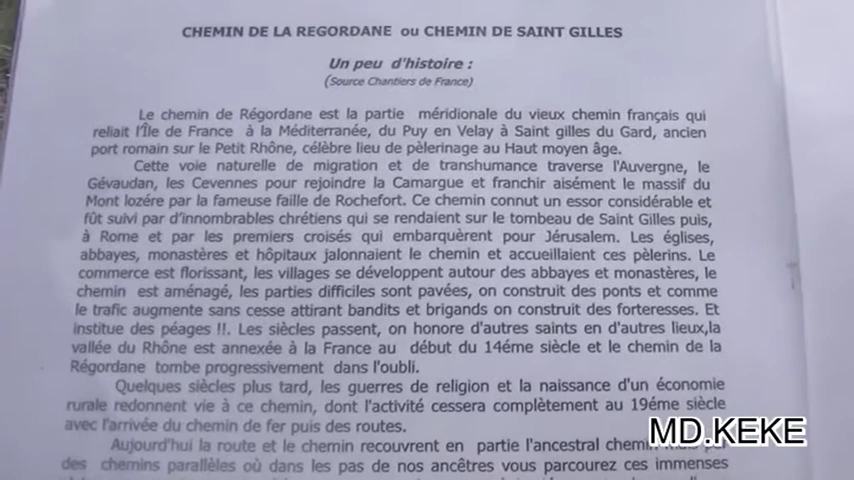 CHEMIN DE LA REGORDANE ou CHEMIN DE SAINT GILLES
Un peu d'histoire :
(Source Chantiers de France)
Le chemin de Régordane est la partie méridionale du vieux chemin français qui
reliait l'Île de France à la Méditerranée, du Puy en Velay à Saint gilles du Gard, ancien
port romain sur le Petit Rhône, célèbre lieu de pèlerinage au Haut moyen âge.
Cette voie naturelle de migration et de transhumance traverse l'Auvergne, le
Gévaudan, les Cevennes pour rejoindre la Camargue et franchir aisément le massif du
Mont lozére par la fameuse faille de Rochefort. Ce chemin connut un essor considérable et
fût suivi par d'innombrables chrétiens qui se rendaient sur le tombeau de Saint Gilles puis,
à Rome et par les premiers croisés qui embarquèrent pour Jérusalem. Les églises,
abbayes, monastères et hôpitaux jalonnaient le chemin et accueillaient ces pèlerins. Le
commerce est florissant, les villages se développent autour des abbayes et monastères, le
chemin est aménagé, les parties difficiles sont pavées, on construit des ponts et comme
le trafic augmente sans cesse attirant bandits et brigands on construit des forteresses. Et
institue des péages !!. Les siècles passent, on honore d'autres saints en d'autres lieux,la
vallée du Rhône est annexée à la France au début du 14éme siècle et le chemin de la
Régordane tombe progressivement dans l'oubli.
Quelques siècles plus tard, les guerres de religion et la naissance d'un économie
rurale redonnent vie à ce chemin, dont l'activité cessera complètement au 19éme siècle
avec l'arrivée du chemin de fer puis des routes.
Aujourd'hui la route et le chemin recouvrent en partie l'ancestral chemin
des chemins parallèles où dans les pas de nos ancêtres vous parcourez ces immenses
MD.KEKE